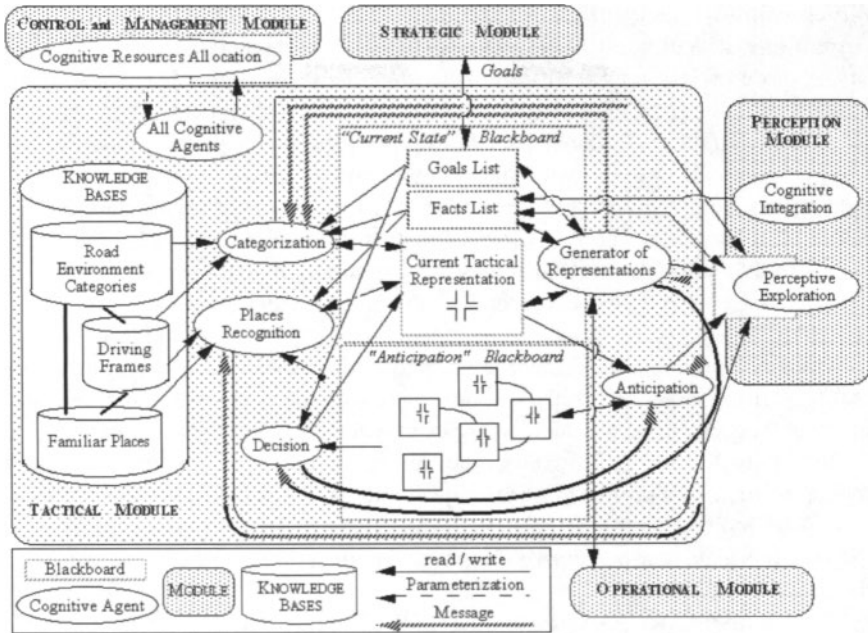 CONTROL and MANAGEMENT MODULE
Cognitive Resources Allocation
STRATEGIC MODULE
Goals
All Cognitive
Agents
"Current State" Blackboard
PERCEPTION
MODULE
KNOWLEDGE
BASES
Goals List
Facts List
Cognitive
Integration
Categorization
Road
Environment
Categories
Current Tactical
Representation
Generator of
Representations
Perceptive
Exploration
Places
Recognition
Driving
Frames
"Anticipation" Blackboard
Anticipation
Familiar Places
Decision
TACTICAL MODULE
Blackboard
Cognitive Agent
MODULE
KNOWLEDGE
BASES
read / write
Parameterization
Message
OPERATIONAL MODULE